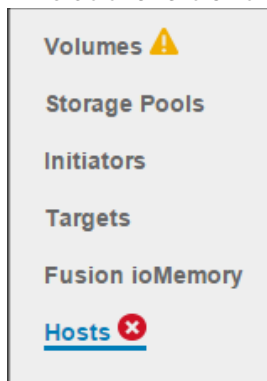 Volumes
Storage Pools
Initiators
Targets
Fusion ioMemory
Hosts